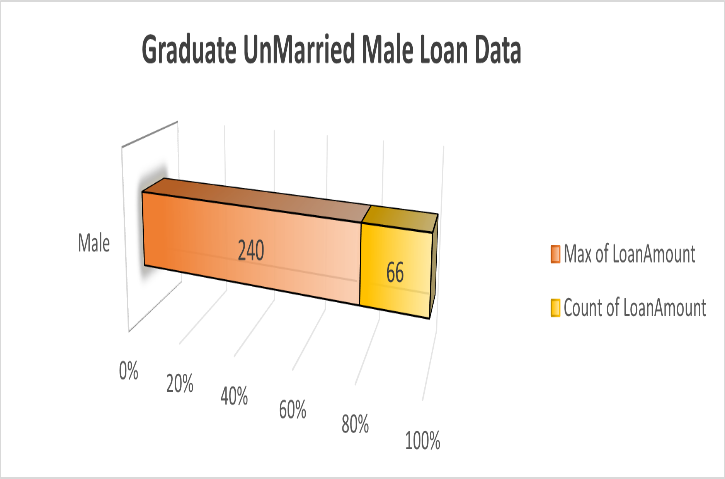 Graduate UnMarried Male Loan Data
Male
240
66
Max of LoanAmount
Count of LoanAmount
0%
20%
40%
60%
80%
100%